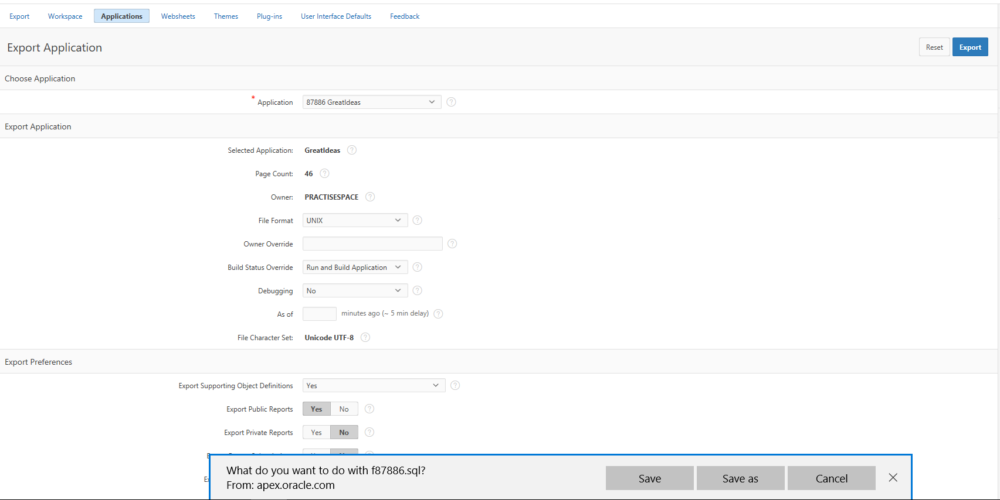 Export Workspace Applications Websheets Themes Plug-ins User Interface Defaults Feedback
Export Application
Reset Export
Choose Application
* Application 87886 GreatIdeas ?
Export Application
Selected Application: GreatIdeas ?
Page Count: 46 ?
Owner: PRACTISESPACE ?
File Format UNIX ?
Owner Override ?
Build Status Override Run and Build Application ?
Debugging No ?
As of minutes ago (~ 5 min delay) ?
File Character Set: Unicode UTF-8 ?
Export Preferences
Export Supporting Object Definitions Yes ?
Export Public Reports Yes No ?
Export Private Reports Yes No ?
What do you want to do with f87886.sql?
From: apex.oracle.com
Save Save as Cancel